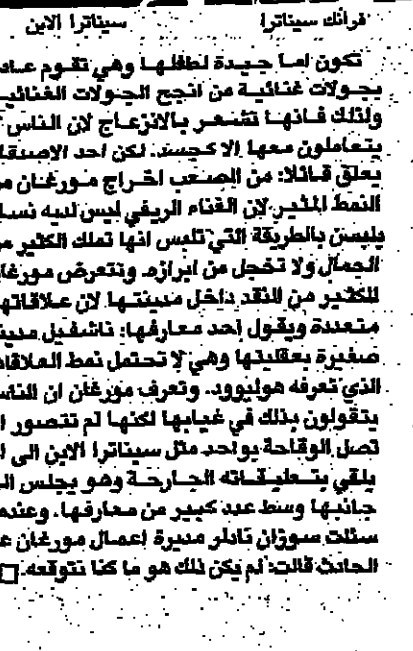 فرانك سيناترا
سيناترا الابن
تكون اما جيدة لطفلها وهي تقوم عادة
بجولات غنائية من انجح الجولات الغنائية
ولذلك فانها تشعر بالانزعاج لان الناس
يتعاملون معها الا كجسد. لكن احد الاصدقاء
يعلق قائلا: من الصعب اخراج مورغان من
النمط المثير لان الغناء الريفي ليس لديه نساء
يلبسن بالطريقة التي تلبس انها تملك الكثير من
الجمال ولا تخجل من ابرازه. وتتعرض مورغان
للكثير من النقد داخل مدينتها لان علاقاتها
متعددة ويقول احد معارفها: ناشفيل مدينة
صغيرة بعقليتها وهي لا تحتمل نمط العلاقات
الذي تعرفه هوليوود. وتعرف مورغان ان الناس
يتقولون بذلك في غيابها لكنها لم تتصور ا
تصل الوقاحة بواحد مثل سيناترا الابن الى ا
يلقي بتعليقاته الجارحة وهو يجلس الى
جانبها وسط عدد كبير من معارفها. وعندما
سئلت سوزان نادلر مديرة اعمال مورغان عن
الحادث قالت: لم يكن ذلك هو ما كنا نتوقعه.